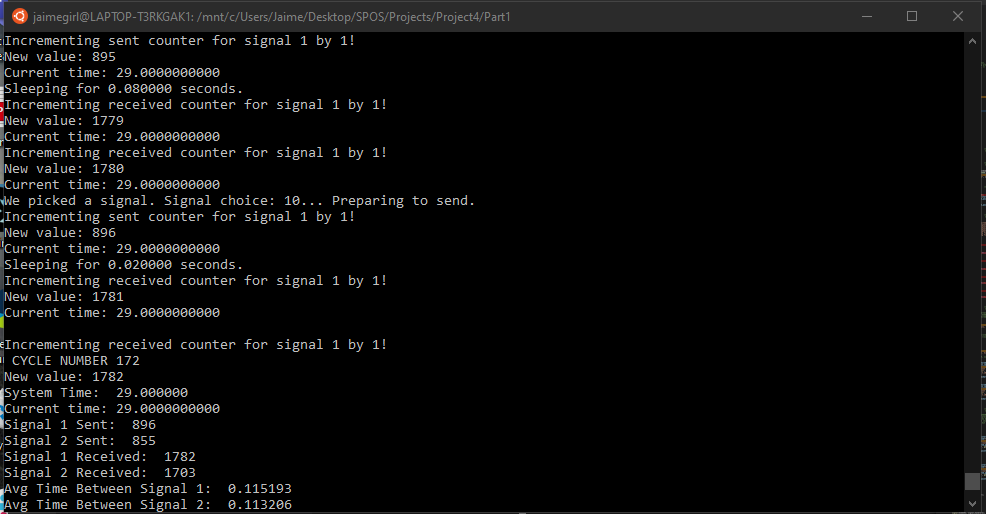 jaimegirl@LAPTOP-T3RKGAK1: /mnt/c/Users/Jaime/Desktop/SPOS/Projects/Project4/Part1
Incrementing sent counter for signal 1 by 1!
New value: 895
Current time: 29.0000000000
Sleeping for 0.080000 seconds.
Incrementing received counter for signal 1 by 1!
New value: 1779
Current time: 29.0000000000
Incrementing received counter for signal 1 by 1!
New value: 1780
Current time: 29.0000000000
We picked a signal. Signal choice: 10... Preparing to send.
Incrementing sent counter for signal 1 by 1!
New value: 896
Current time: 29.0000000000
Sleeping for 0.020000 seconds.
Incrementing received counter for signal 1 by 1!
New value: 1781
Current time: 29.0000000000
Incrementing received counter for signal 1 by 1!
CYCLE NUMBER 172
New value: 1782
System Time:  29.000000
Current time: 29.0000000000
Signal 1 Sent:  896
Signal 2 Sent:  855
Signal 1 Received:  1782
Signal 2 Received:  1703
Avg Time Between Signal 1:  0.115193
Avg Time Between Signal 2:  0.113206